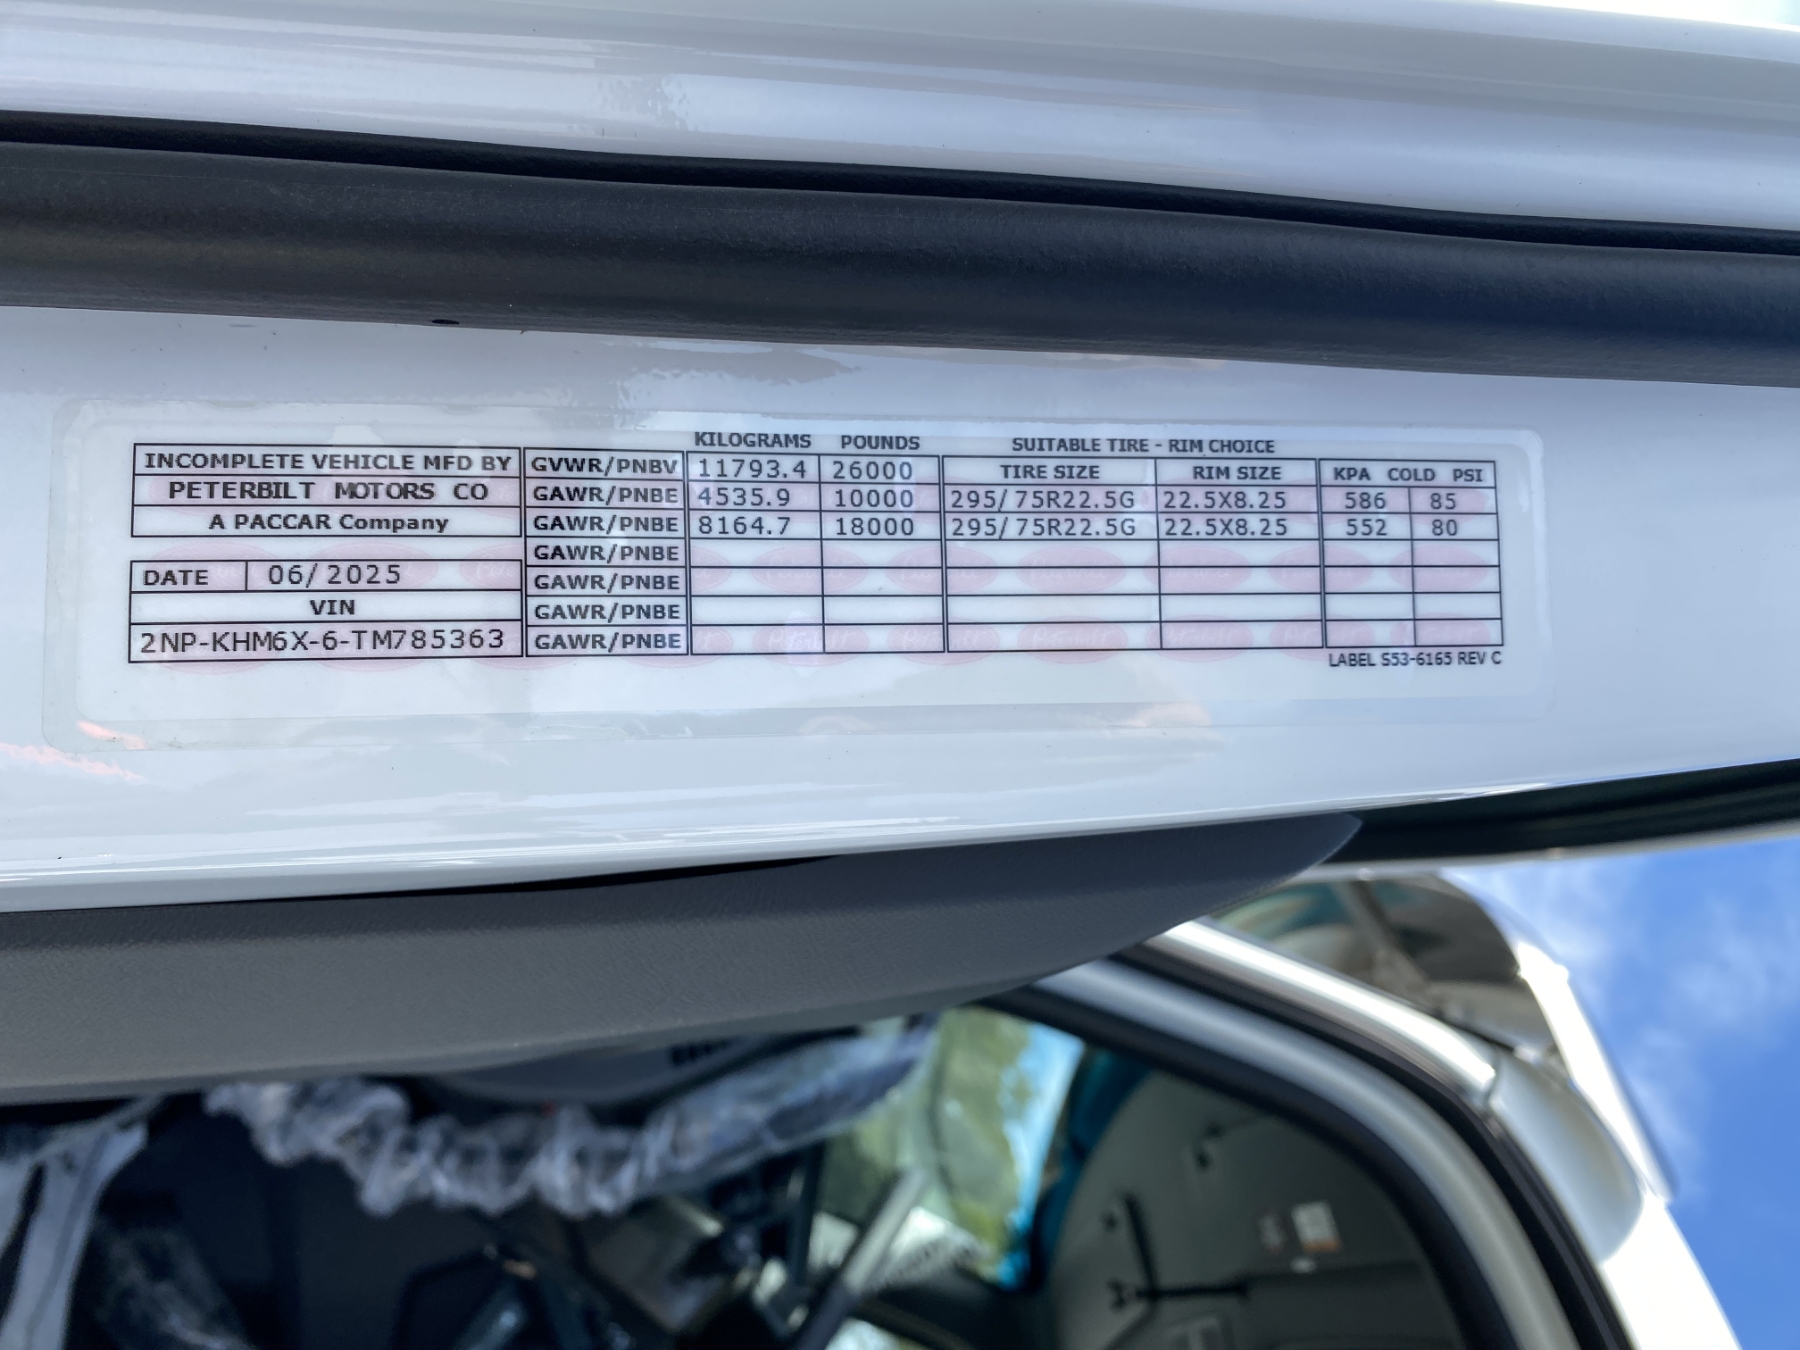 KILOGRAMS POUNDS SUITABLE TIRE - RIM CHOICE
INCOMPLETE VEHICLE MFD BY GVWR/PNBV 11793.4 26000 TIRE SIZE RIM SIZE KPA COLD PSI
PETERBILT MOTORS CO GAWR/PNBE 4535.9 10000 295/75R22.5G 22.5X8.25 586 85
A PACCAR Company GAWR/PNBE 8164.7 18000 295/75R22.5G 22.5X8.25 552 80
GAWR/PNBE
DATE 06/2025 GAWR/PNBE
VIN GAWR/PNBE
2NP-KHM6X-6-TM785363 GAWR/PNBE
LABEL S53-6165 REV C